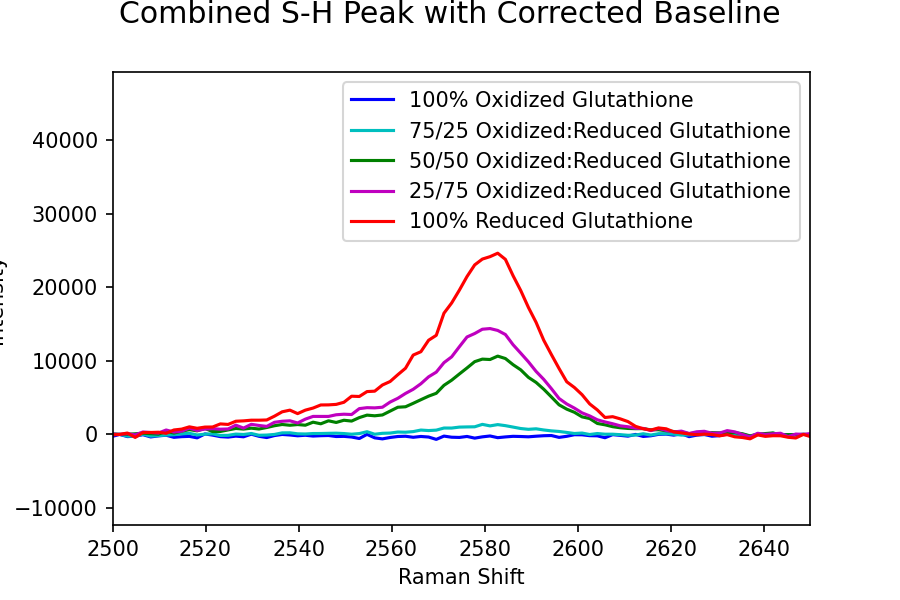 Combined S-H Peak with Corrected Baseline
100% Oxidized Glutathione
75/25 Oxidized:Reduced Glutathione
50/50 Oxidized:Reduced Glutathione
25/75 Oxidized:Reduced Glutathione
100% Reduced Glutathione
40000
30000
20000
10000
0
−10000
2500 2520 2540 2560 2580 2600 2620 2640
Raman Shift